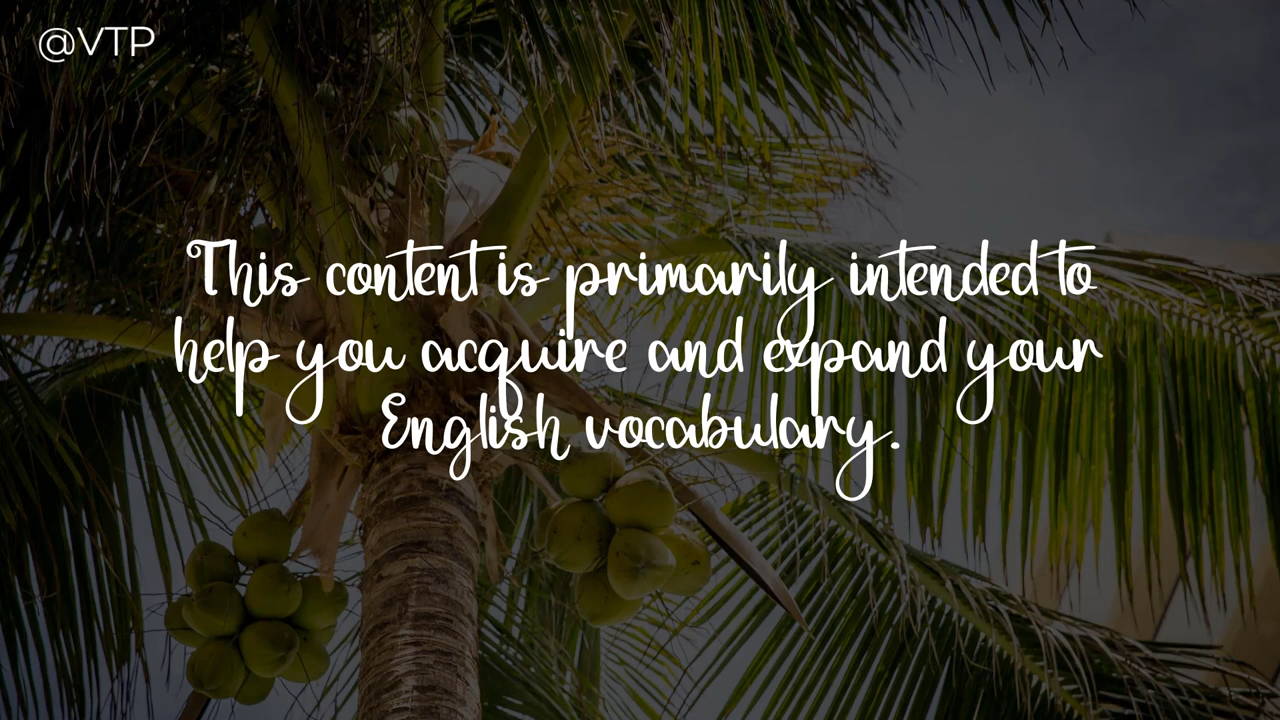 @VTP
This content is primarily intended to
help you acquire and expand your
English vocabulary.